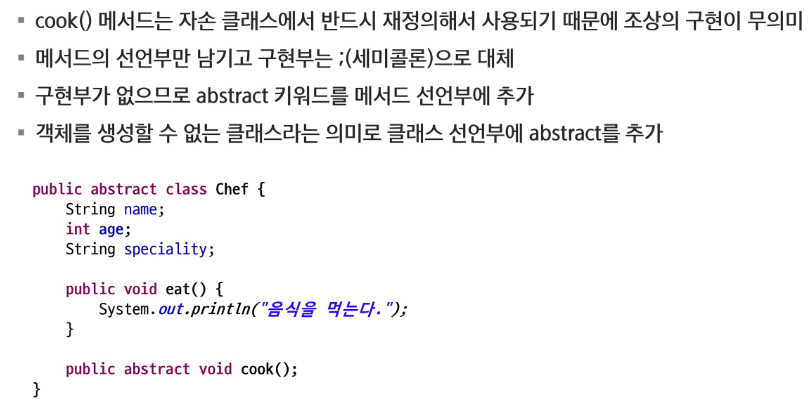 ▪ cook() 메서드는 자손 클래스에서 반드시 재정의해서 사용되기 때문에 조상의 구현이 무의미
▪ 메서드의 선언부만 남기고 구현부는 ;(세미콜론)으로 대체
▪ 구현부가 없으므로 abstract 키워드를 메서드 선언부에 추가
▪ 객체를 생성할 수 없는 클래스라는 의미로 클래스 선언부에 abstract를 추가
public abstract class Chef {
    String name;
    int age;
    String speciality;
    public void eat() {
        System.out.println("음식을 먹는다.");
    }
    public abstract void cook();
}